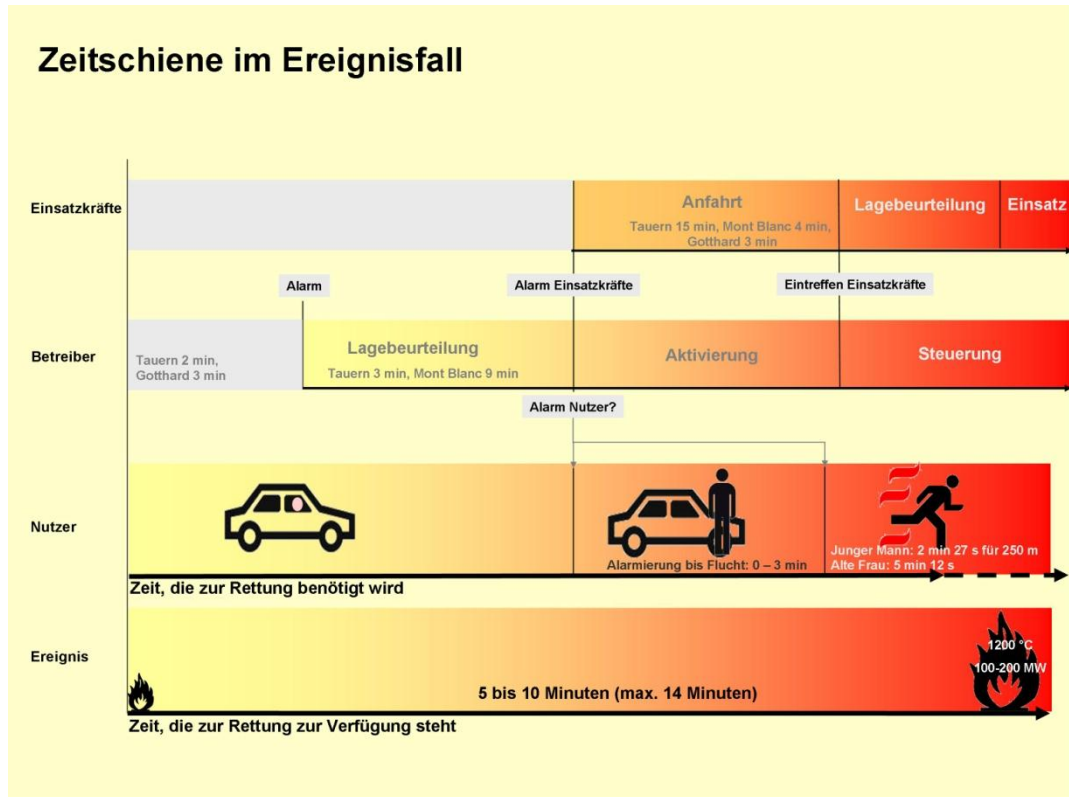 Zeitschiene im Ereignisfall
Einsatzkräfte
Anfahrt
Tauern 15 min, Mont Blanc 4 min,
Gotthard 3 min
Lagebeurteilung
Einsatz
Alarm
Alarm Einsatzkräfte
Eintreffen Einsatzkräfte
Betreiber
Tauern 2 min,
Gotthard 3 min
Lagebeurteilung
Tauern 3 min, Mont Blanc 9 min
Aktivierung
Steuerung
Alarm Nutzer?
Nutzer
Alarmierung bis Flucht: 0 – 3 min
Junger Mann: 2 min 27 s für 250 m
Alte Frau: 5 min 12 s
Zeit, die zur Rettung benötigt wird
Ereignis
1200 °C
100-200 MW
5 bis 10 Minuten (max. 14 Minuten)
Zeit, die zur Rettung zur Verfügung steht